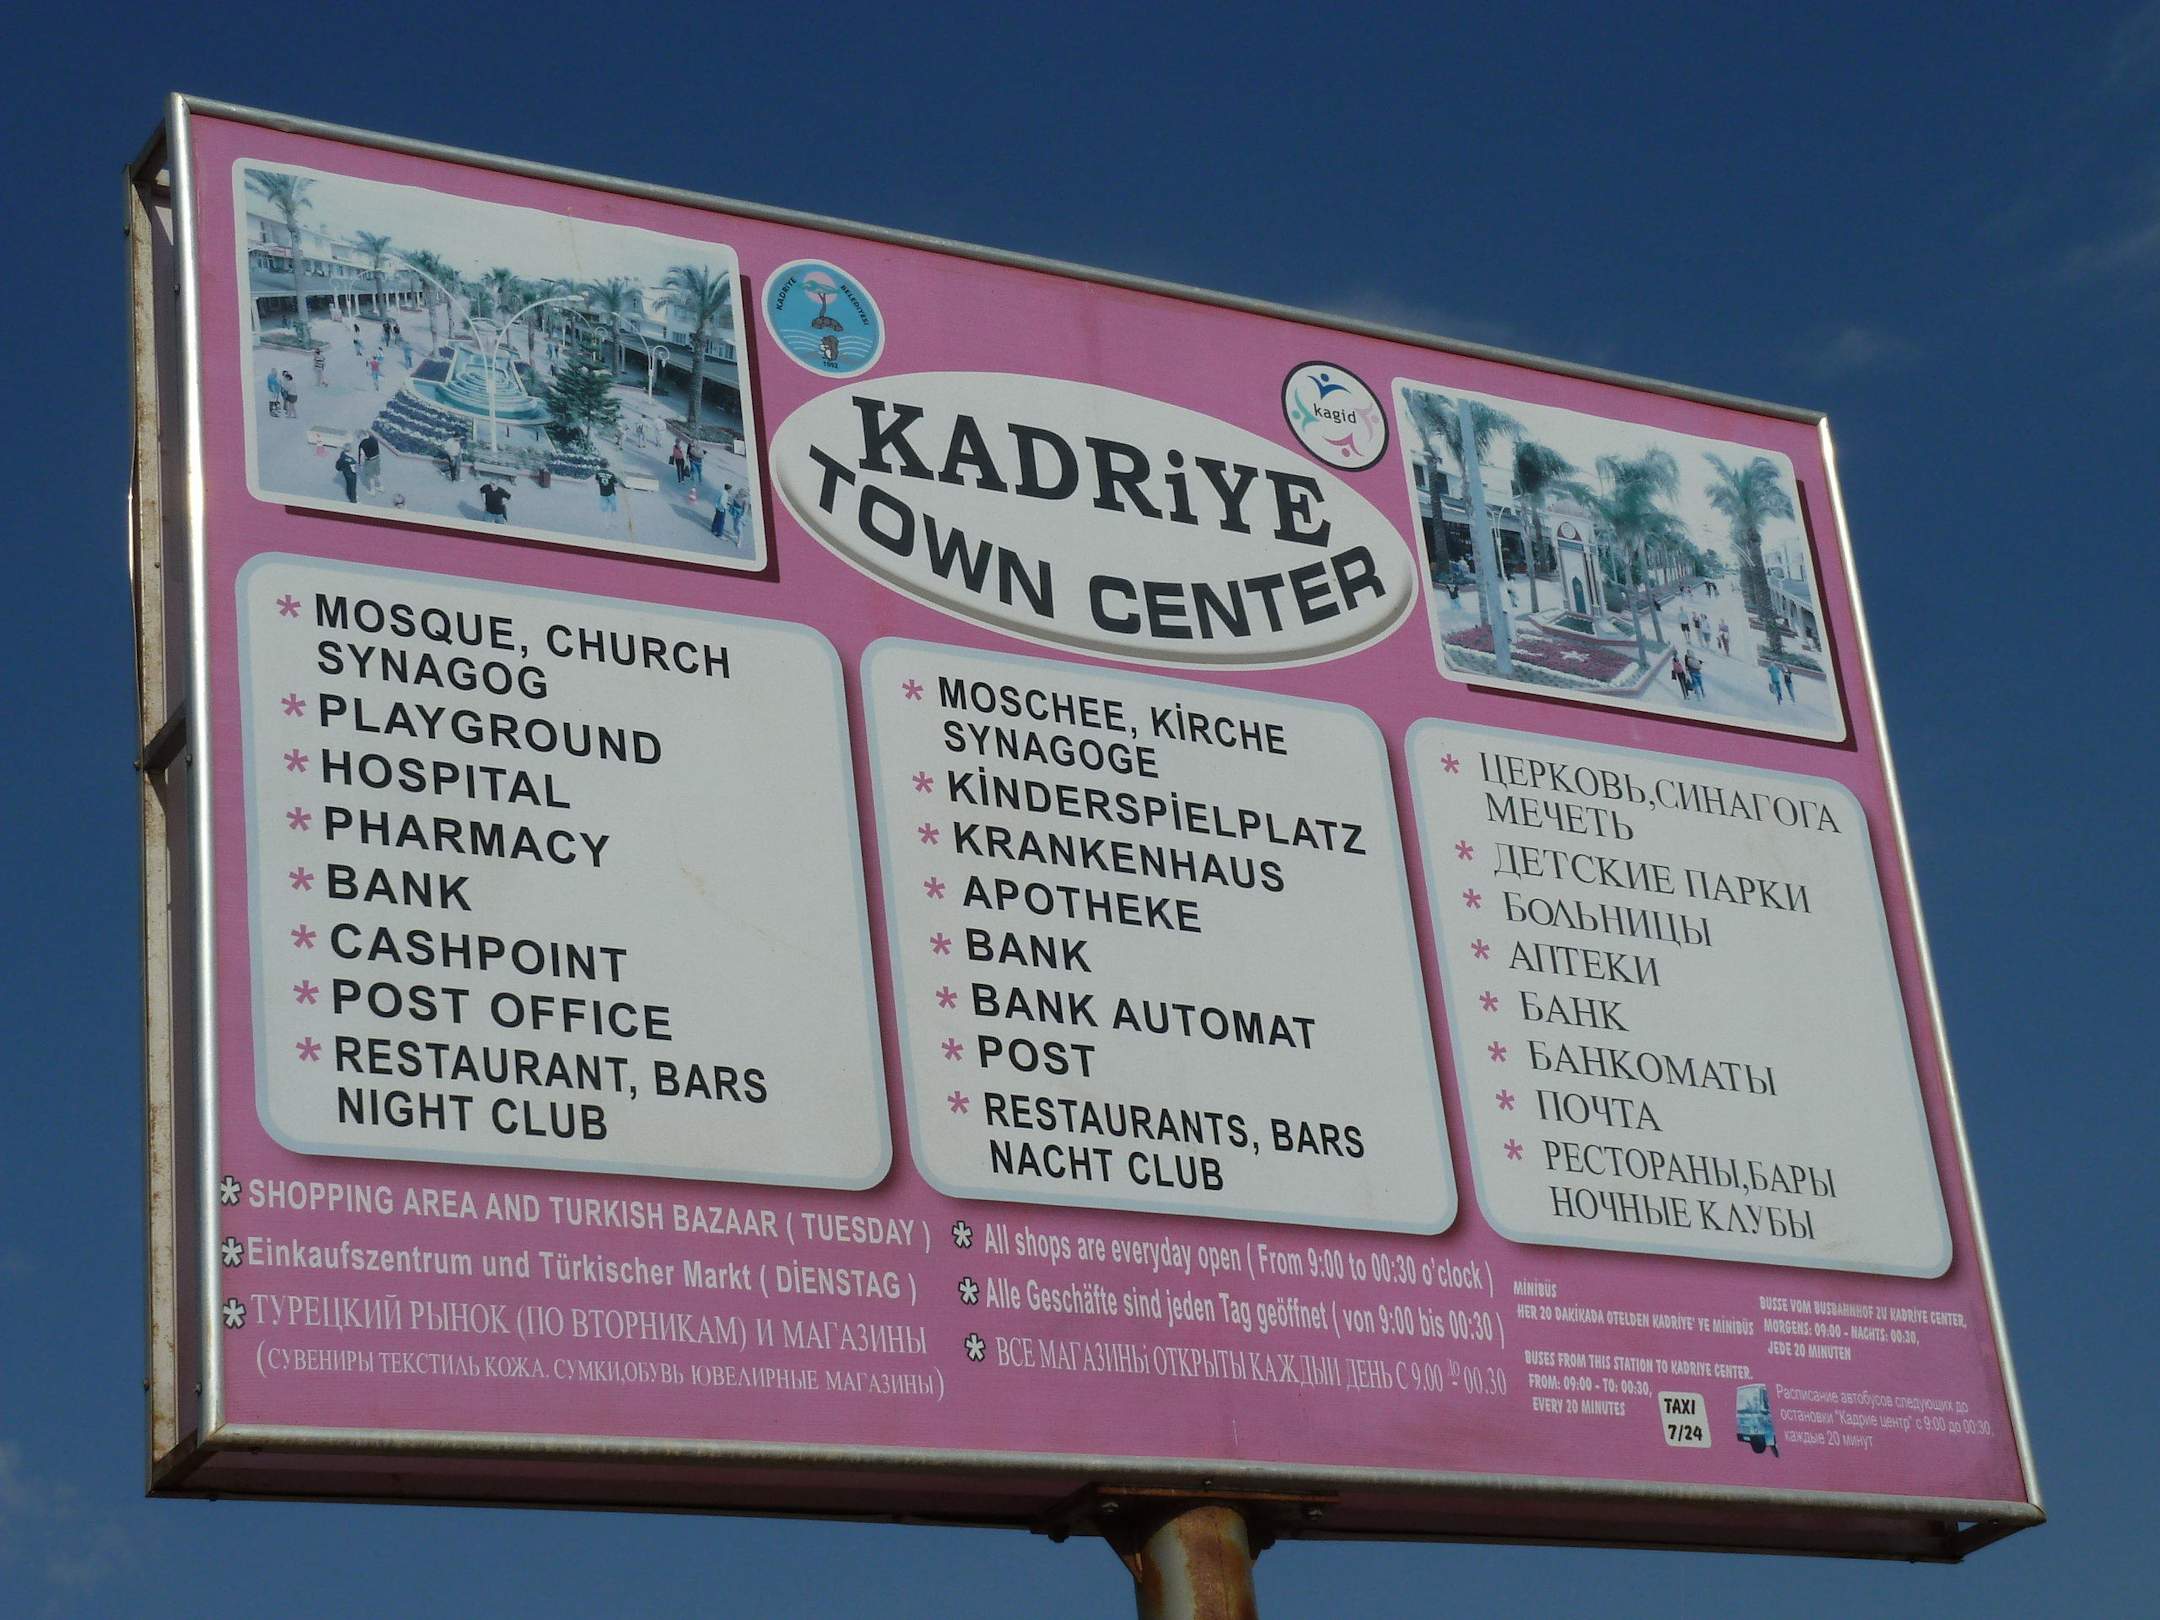 KADRİYE BELEDİYESİ
1992
kagid
KADRiYE
TOWN CENTER
* MOSQUE, CHURCH
SYNAGOG
* PLAYGROUND
* HOSPITAL
* PHARMACY
* BANK
* CASHPOINT
* POST OFFICE
* RESTAURANT, BARS
NIGHT CLUB
* MOSCHEE, KİRCHE
SYNAGOGE
* KİNDERSPİELPLATZ
* KRANKENHAUS
* APOTHEKE
* BANK
* BANK AUTOMAT
* POST
* RESTAURANTS, BARS
NACHT CLUB
* ЦЕРКОВЬ,СИНАГОГА
МЕЧЕТЬ
* ДЕТСКИЕ ПАРКИ
* БОЛЬНИЦЫ
* АПТЕКИ
* БАНК
* БАНКОМАТЫ
* ПОЧТА
* РЕСТОРАНЫ,БАРЫ
НОЧНЫЕ КЛУБЫ
* SHOPPING AREA AND TURKISH BAZAAR ( TUESDAY )
* Einkaufszentrum und Türkischer Markt ( DİENSTAG )
* ТУРЕЦКИЙ РЫНОК (ПО ВТОРНИКАМ) И МАГАЗИНЫ
(СУВЕНИРЫ ТЕКСТИЛЬ КОЖА. СУМКИ,ОБУВЬ ЮВЕЛИРНЫЕ МАГАЗИНЫ)
* All shops are everyday open ( From 9:00 to 00:30 o'clock )
* Alle Geschäfte sind jeden Tag geöffnet ( von 9:00 bis 00:30 )
* ВСЕ МАГАЗИНЫ ОТКРЫТЫ КАЖДЫЙ ДЕНЬ С 9.00 до 00.30
MİNİBÜS
HER 20 DAKİKADA OTELDEN KADRİYE' YE MİNİBÜS
BUSES FROM THIS STATION TO KADRIYE CENTER.
FROM: 09:00 - TO: 00:30,
EVERY 20 MINUTES
TAXI
7/24
BUSSE VOM BUSBAHNHOF ZU KADRİYE CENTER,
MORGENS: 09:00 - NACHTS: 00:30,
JEDE 20 MINUTEN
Расписание автобусов следующих до
остановки "Кадрие центр" с 9:00 до 00:30,
каждые 20 минут